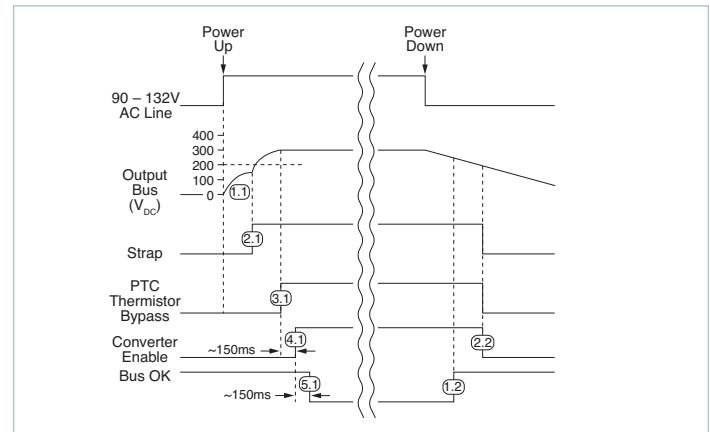 Power
Up
Power
Down
90 – 132V
AC Line
400
300
200
100
0
Output
Bus
(VDC)
1.1
Strap
2.1
PTC
Thermistor
Bypass
3.1
Converter
Enable
4.1
2.2
~150ms
Bus OK
5.1
1.2
~150ms